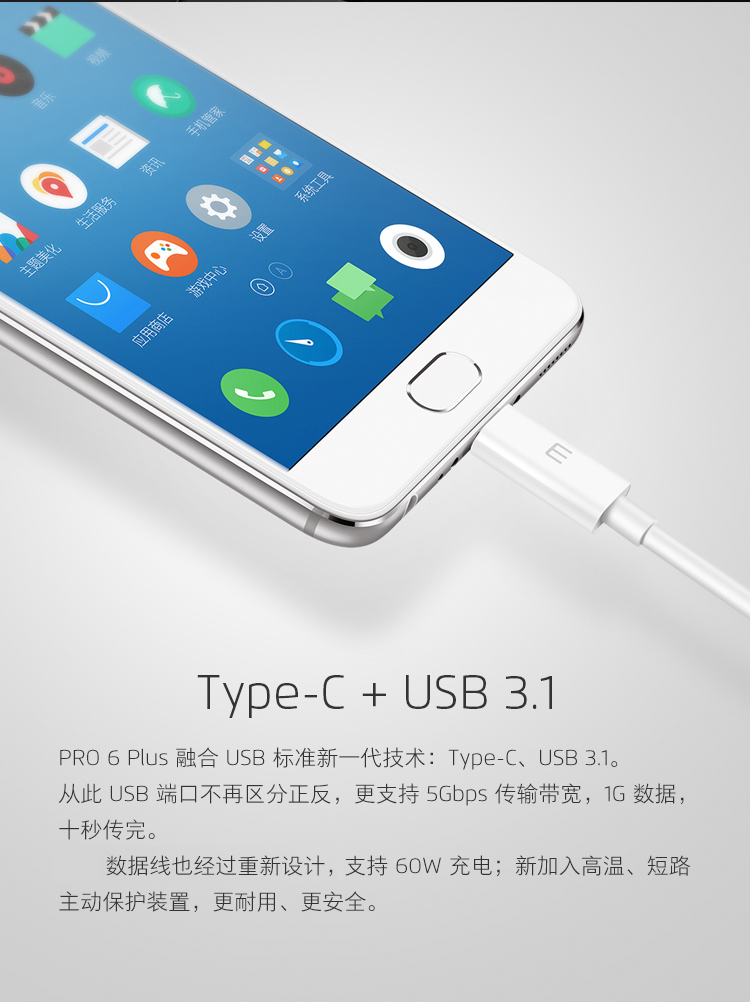 视频
音乐
手机管家
资讯
系统工具
生活服务
设置
主题美化
游戏中心
A
应用商店
Type-C + USB 3.1
PRO 6 Plus 融合 USB 标准新一代技术：Type-C、USB 3.1。
从此 USB 端口不再区分正反，更支持 5Gbps 传输带宽，1G 数据，
十秒传完。
数据线也经过重新设计，支持 60W 充电；新加入高温、短路
主动保护装置，更耐用、更安全。